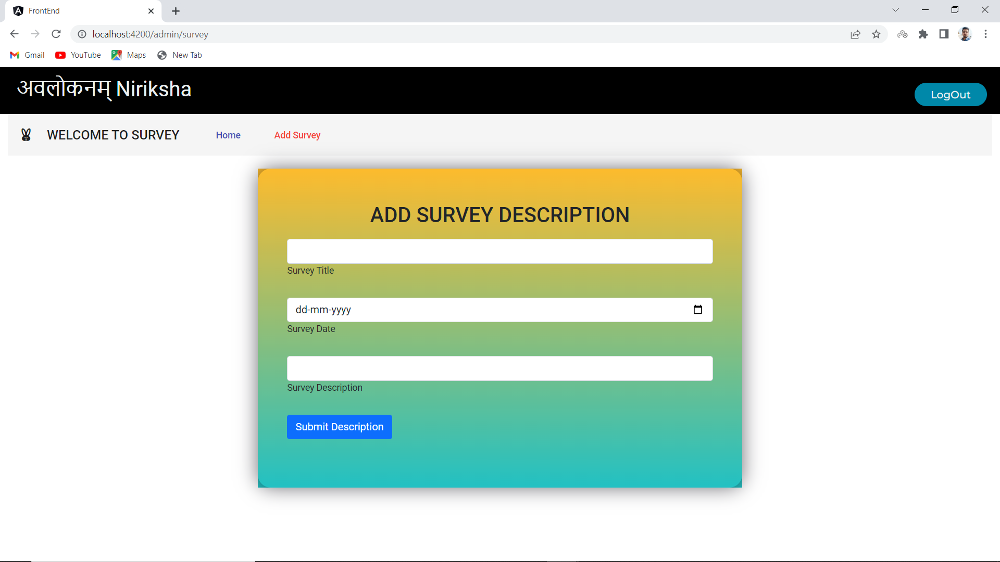 FrontEnd
localhost:4200/admin/survey
Gmail YouTube Maps New Tab
अवलोकनम् Niriksha
LogOut
WELCOME TO SURVEY Home Add Survey
ADD SURVEY DESCRIPTION
Survey Title
dd-mm-yyyy
Survey Date
Survey Description
Submit Description